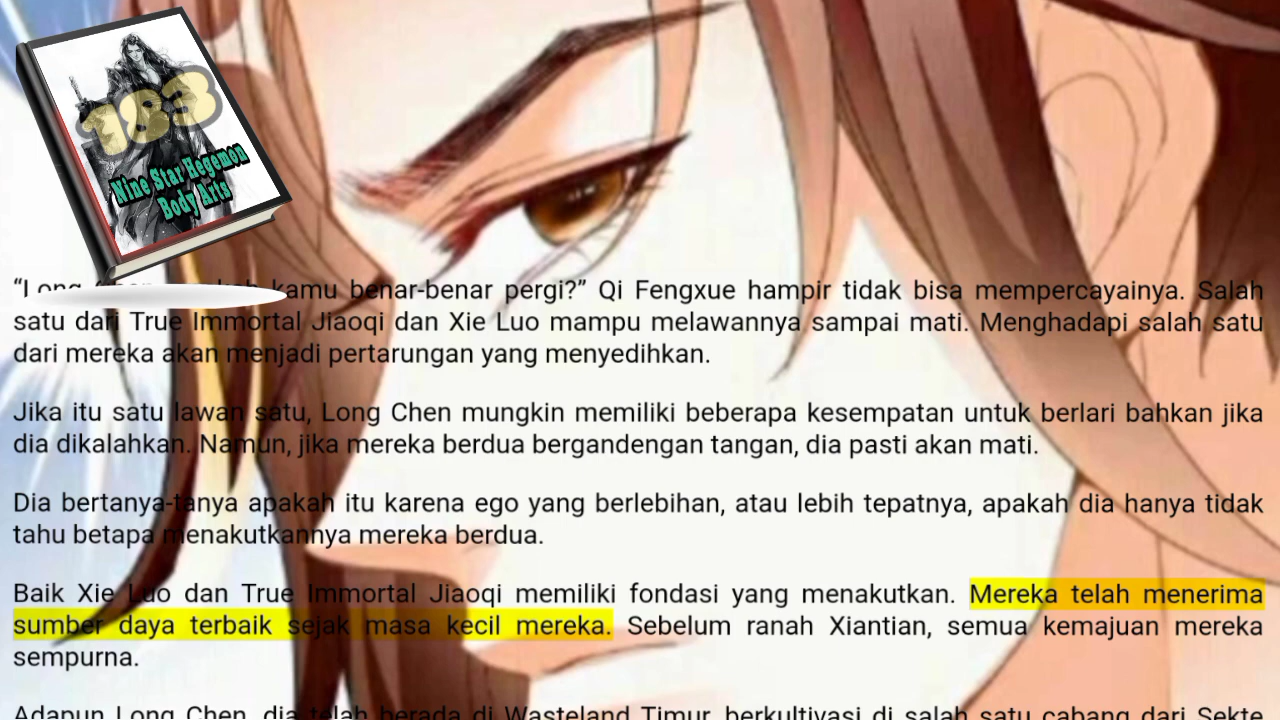 183
Nine Star Hegemon
Body Arts
kamu benar-benar pergi?” Qi Fengxue hampir tidak bisa mempercayainya. Salah
satu dari True Immortal Jiaoqi dan Xie Luo mampu melawannya sampai mati. Menghadapi salah satu
dari mereka akan menjadi pertarungan yang menyedihkan.
Jika itu satu lawan satu, Long Chen mungkin memiliki beberapa kesempatan untuk berlari bahkan jika
dia dikalahkan. Namun, jika mereka berdua bergandengan tangan, dia pasti akan mati.
Dia bertanya-tanya apakah itu karena ego yang berlebihan, atau lebih tepatnya, apakah dia hanya tidak
tahu betapa menakutkannya mereka berdua.
Baik Xie Luo dan True Immortal Jiaoqi memiliki fondasi yang menakutkan. Mereka telah menerima
sumber daya terbaik sejak masa kecil mereka. Sebelum ranah Xiantian, semua kemajuan mereka
sempurna.
Adapun Long Chen, dia telah berada di Wasteland Timur, berkultivasi di salah satu cabang dari Sekte